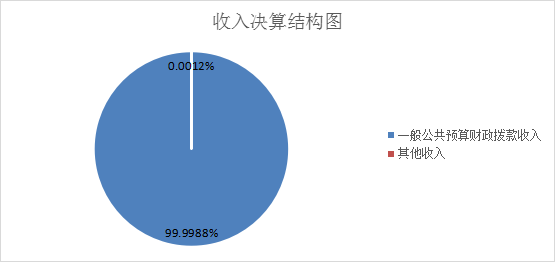 收入决算结构图
0.0012%
一般公共预算财政拨款收入
其他收入
99.9988%